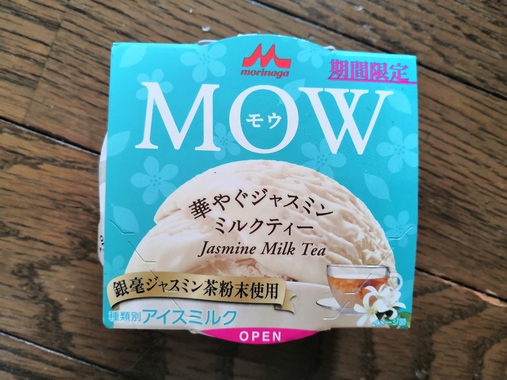 morinaga
期間限定
MOW
モウ
華やぐジャスミン
ミルクティー
Jasmine Milk Tea
銀毫ジャスミン茶粉末使用
種類別アイスミルク
OPEN